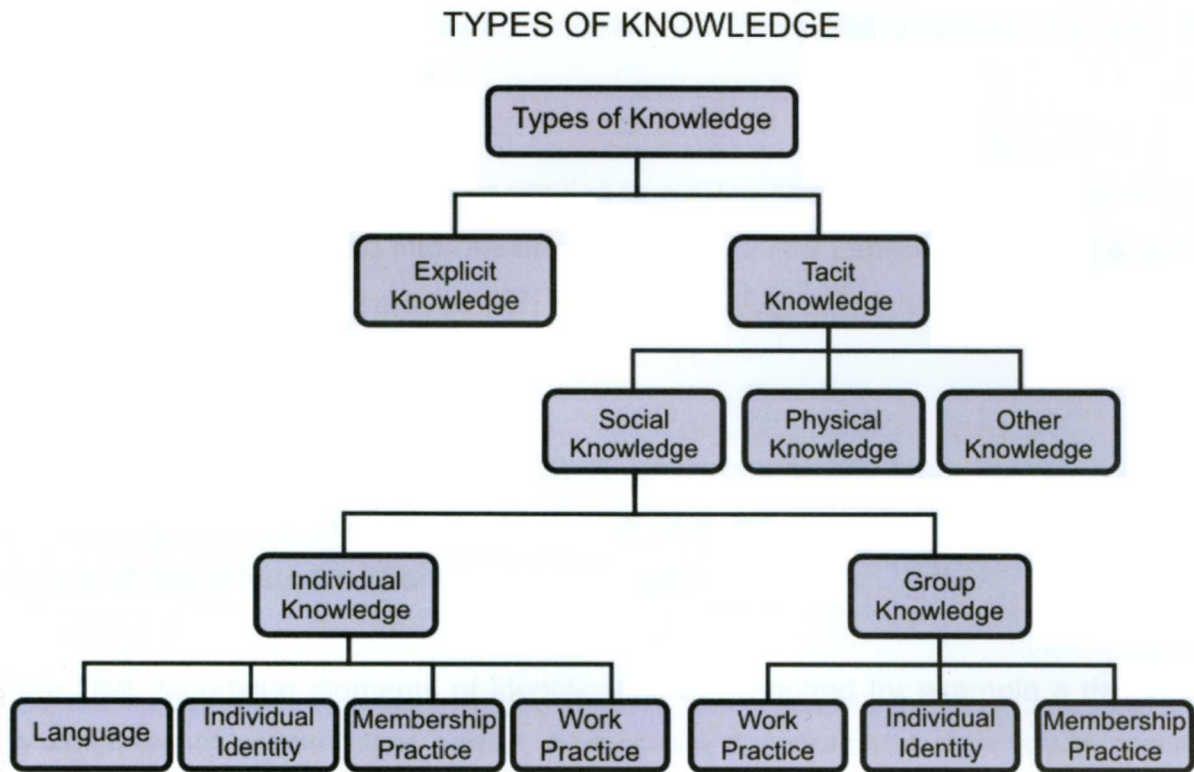 TYPES OF KNOWLEDGE
Types of Knowledge
Explicit
Knowledge
Tacit
Knowledge
Social
Knowledge
Physical
Knowledge
Other
Knowledge
Individual
Knowledge
Group
Knowledge
Language
Individual
Identity
Membership
Practice
Work
Practice
Work
Practice
Individual
Identity
Membership
Practice